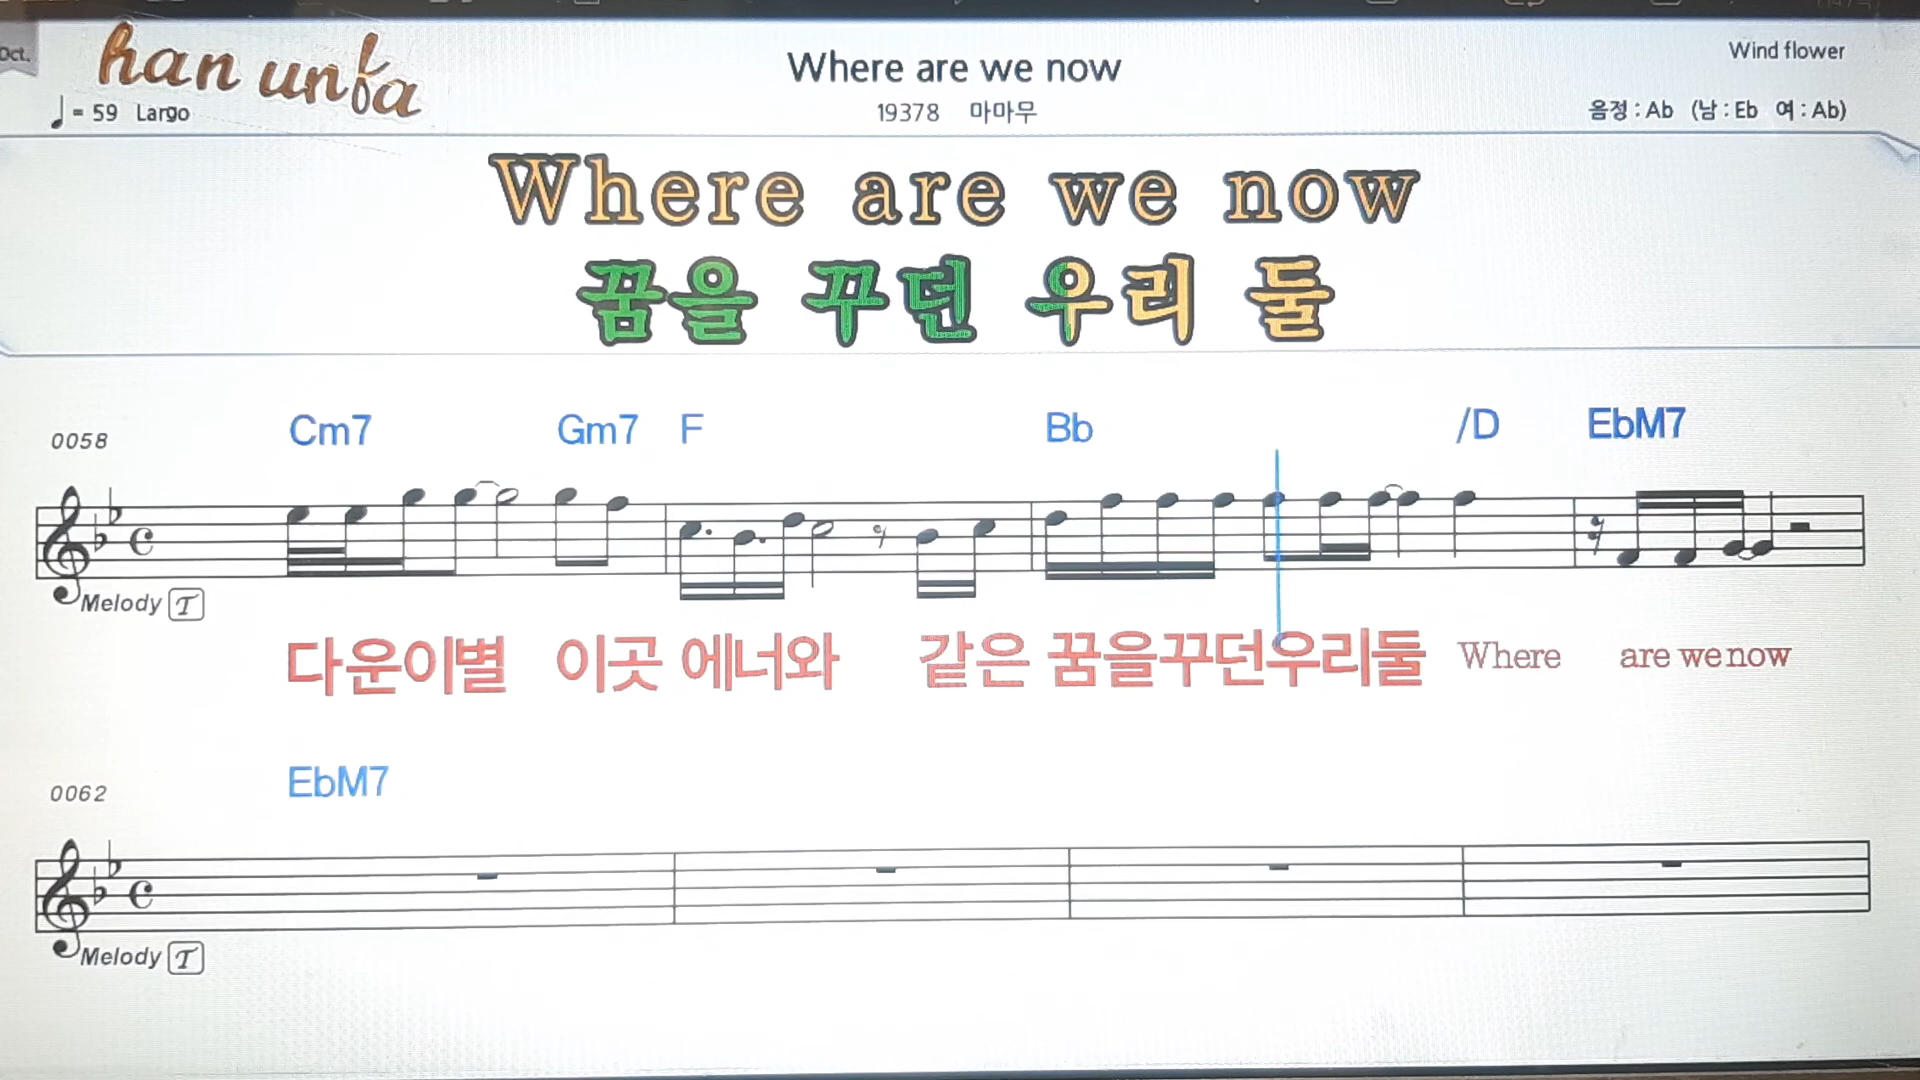 Oct.
han unfa
Where are we now
Wind flower
♩ = 59 Largo
19378 마마무
음정 : Ab (남 : Eb 여 : Ab)
Where are we now
꿈을 꾸던 우리 둘
Cm7 Gm7 F Bb /D EbM7
0058
Melody T
다운이별 이곳 에너와 같은 꿈을꾸던우리둘 Where are we now
EbM7
0062
Melody T